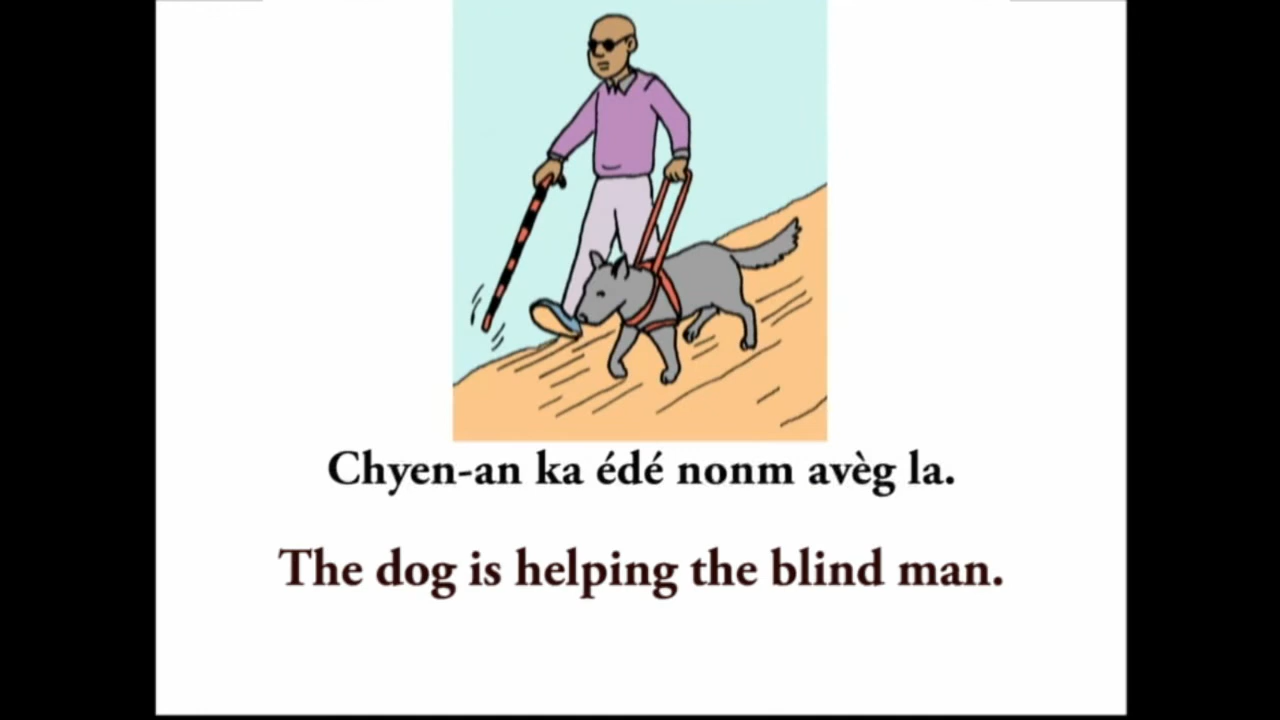 Chyen-an ka édé nonm avèg la.
The dog is helping the blind man.